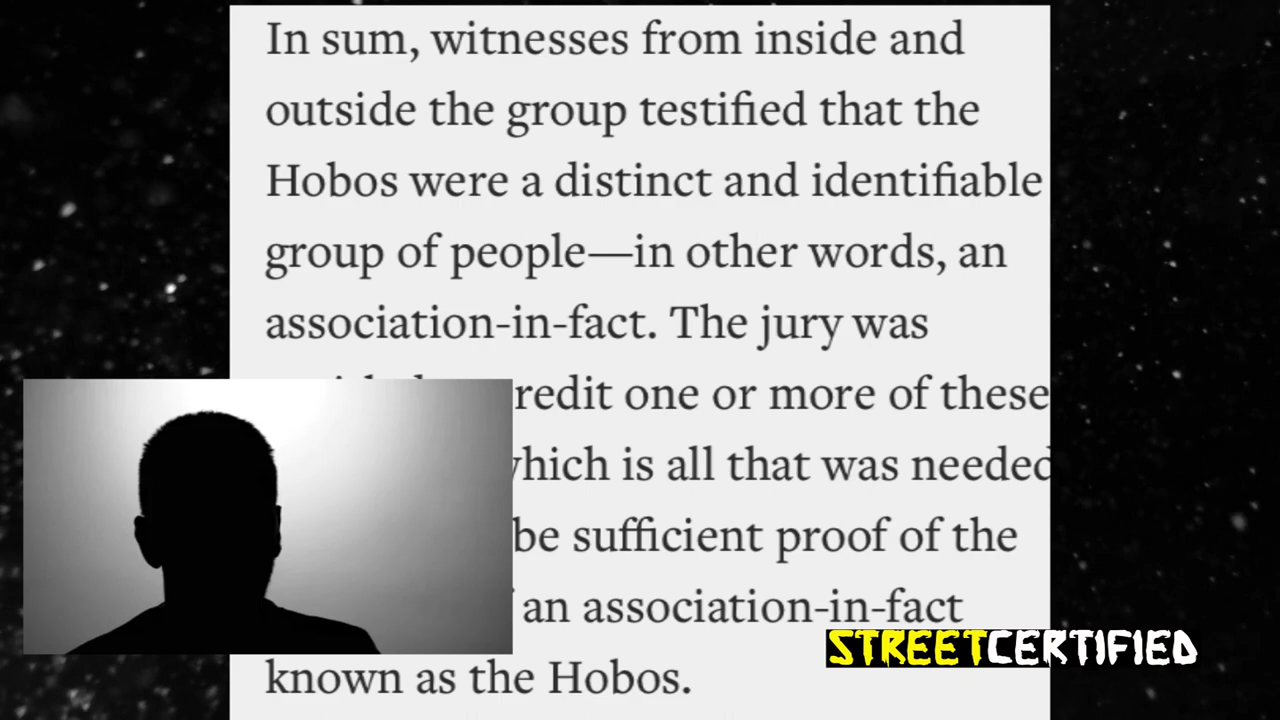 In sum, witnesses from inside and
outside the group testified that the
Hobos were a distinct and identifiable
group of people—in other words, an
association-in-fact. The jury was
one or more of these
is all that was needed
be sufficient proof of the
an association-in-fact
known as the Hobos.
STREETCERTIFIED